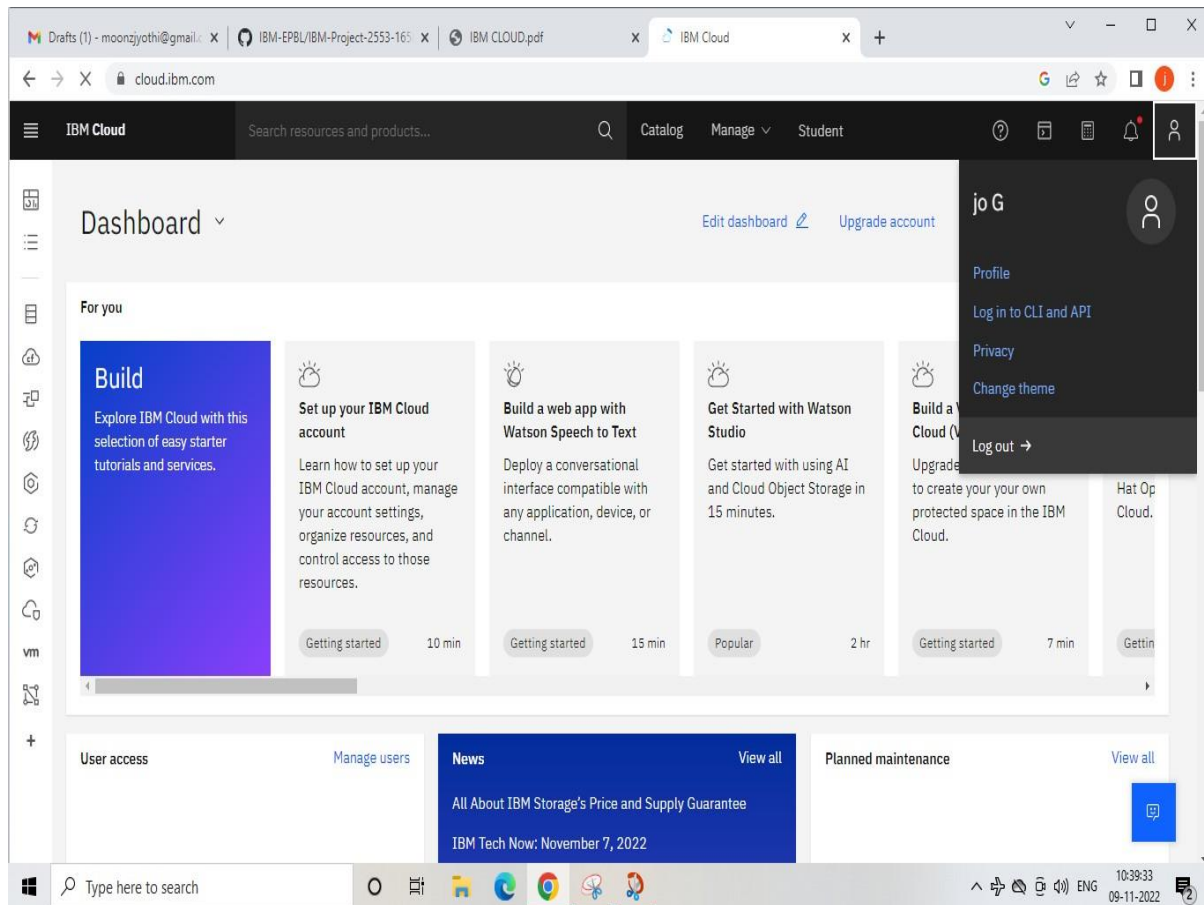 Drafts (1) - moonzjyothi@gmail.c
IBM-EPBL/IBM-Project-2553-165
IBM CLOUD.pdf
IBM Cloud
cloud.ibm.com
IBM Cloud
Search resources and products...
Catalog
Manage
Student
jo G
Profile
Log in to CLI and API
Privacy
Change theme
Log out →
Dashboard
Edit dashboard
Upgrade account
For you
Build
Explore IBM Cloud with this
selection of easy starter
tutorials and services.
Set up your IBM Cloud
account
Learn how to set up your
IBM Cloud account, manage
your account settings,
organize resources, and
control access to those
resources.
Getting started 10 min
Build a web app with
Watson Speech to Text
Deploy a conversational
interface compatible with
any application, device, or
channel.
Getting started 15 min
Get Started with Watson
Studio
Get started with using AI
and Cloud Object Storage in
15 minutes.
Popular 2 hr
Build a
Cloud (V
Upgrade
to create your your own
protected space in the IBM
Cloud.
Getting started 7 min
Hat Op
Cloud.
Gettin
vm
User access
Manage users
News
View all
All About IBM Storage's Price and Supply Guarantee
IBM Tech Now: November 7, 2022
Planned maintenance
View all
Type here to search
ENG
10:39:33
09-11-2022
2